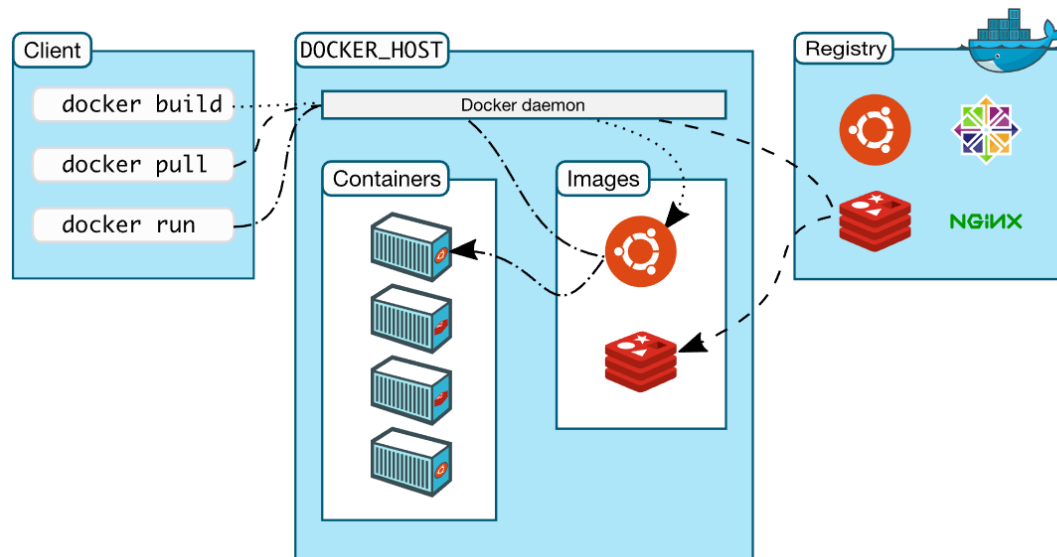 Client
docker build
docker pull
docker run
DOCKER_HOST
Docker daemon
Containers
Images
Registry
NGiNX